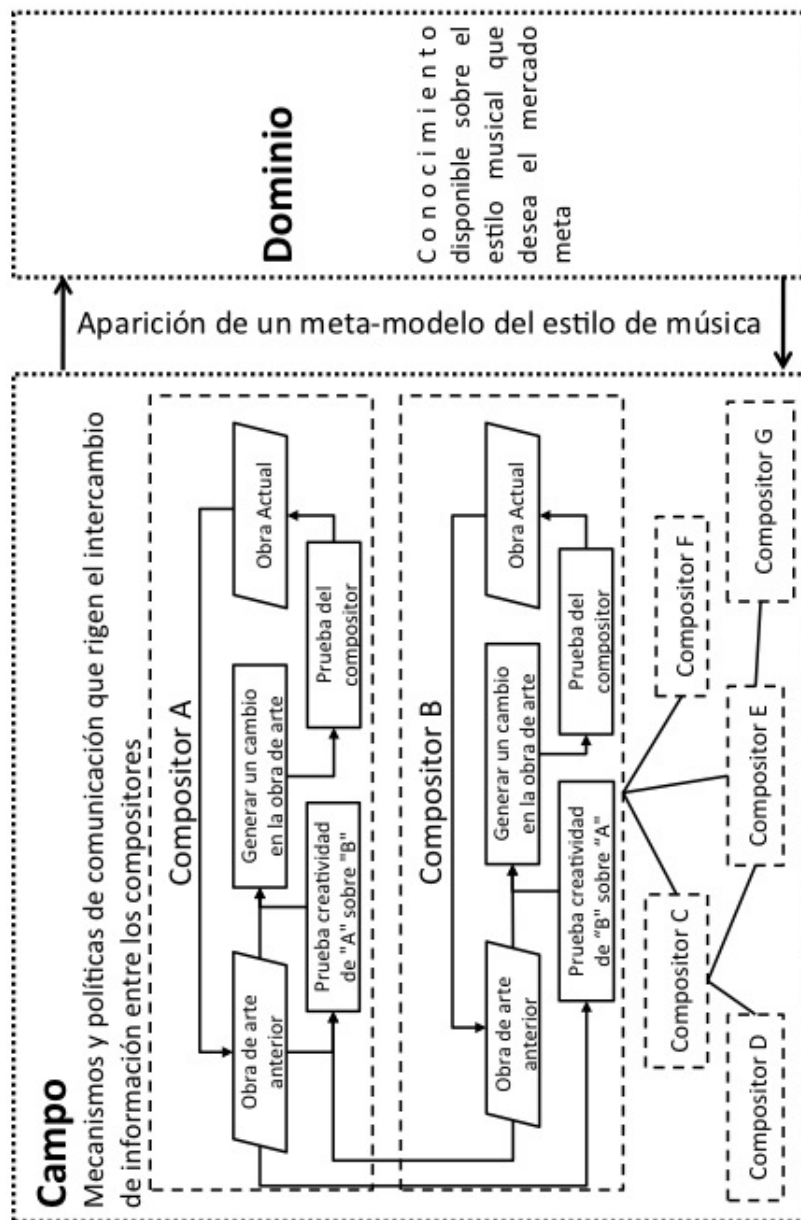 Campo
Mecanismos y políticas de comunicación que rigen el intercambio
de información entre los compositores
Compositor A
Obra de arte
anterior
Prueba creatividad
de "A" sobre "B"
Generar un cambio
en la obra de arte
Prueba del
compositor
Obra Actual
Compositor B
Obra de arte
anterior
Prueba creatividad
de "B" sobre "A"
Generar un cambio
en la obra de arte
Prueba del
compositor
Obra Actual
Compositor C
Compositor F
Compositor D
Compositor E
Compositor G
Aparición de un meta-modelo del estilo de música
Dominio
Conocimiento
disponible sobre el
estilo musical que
desea el mercado
meta